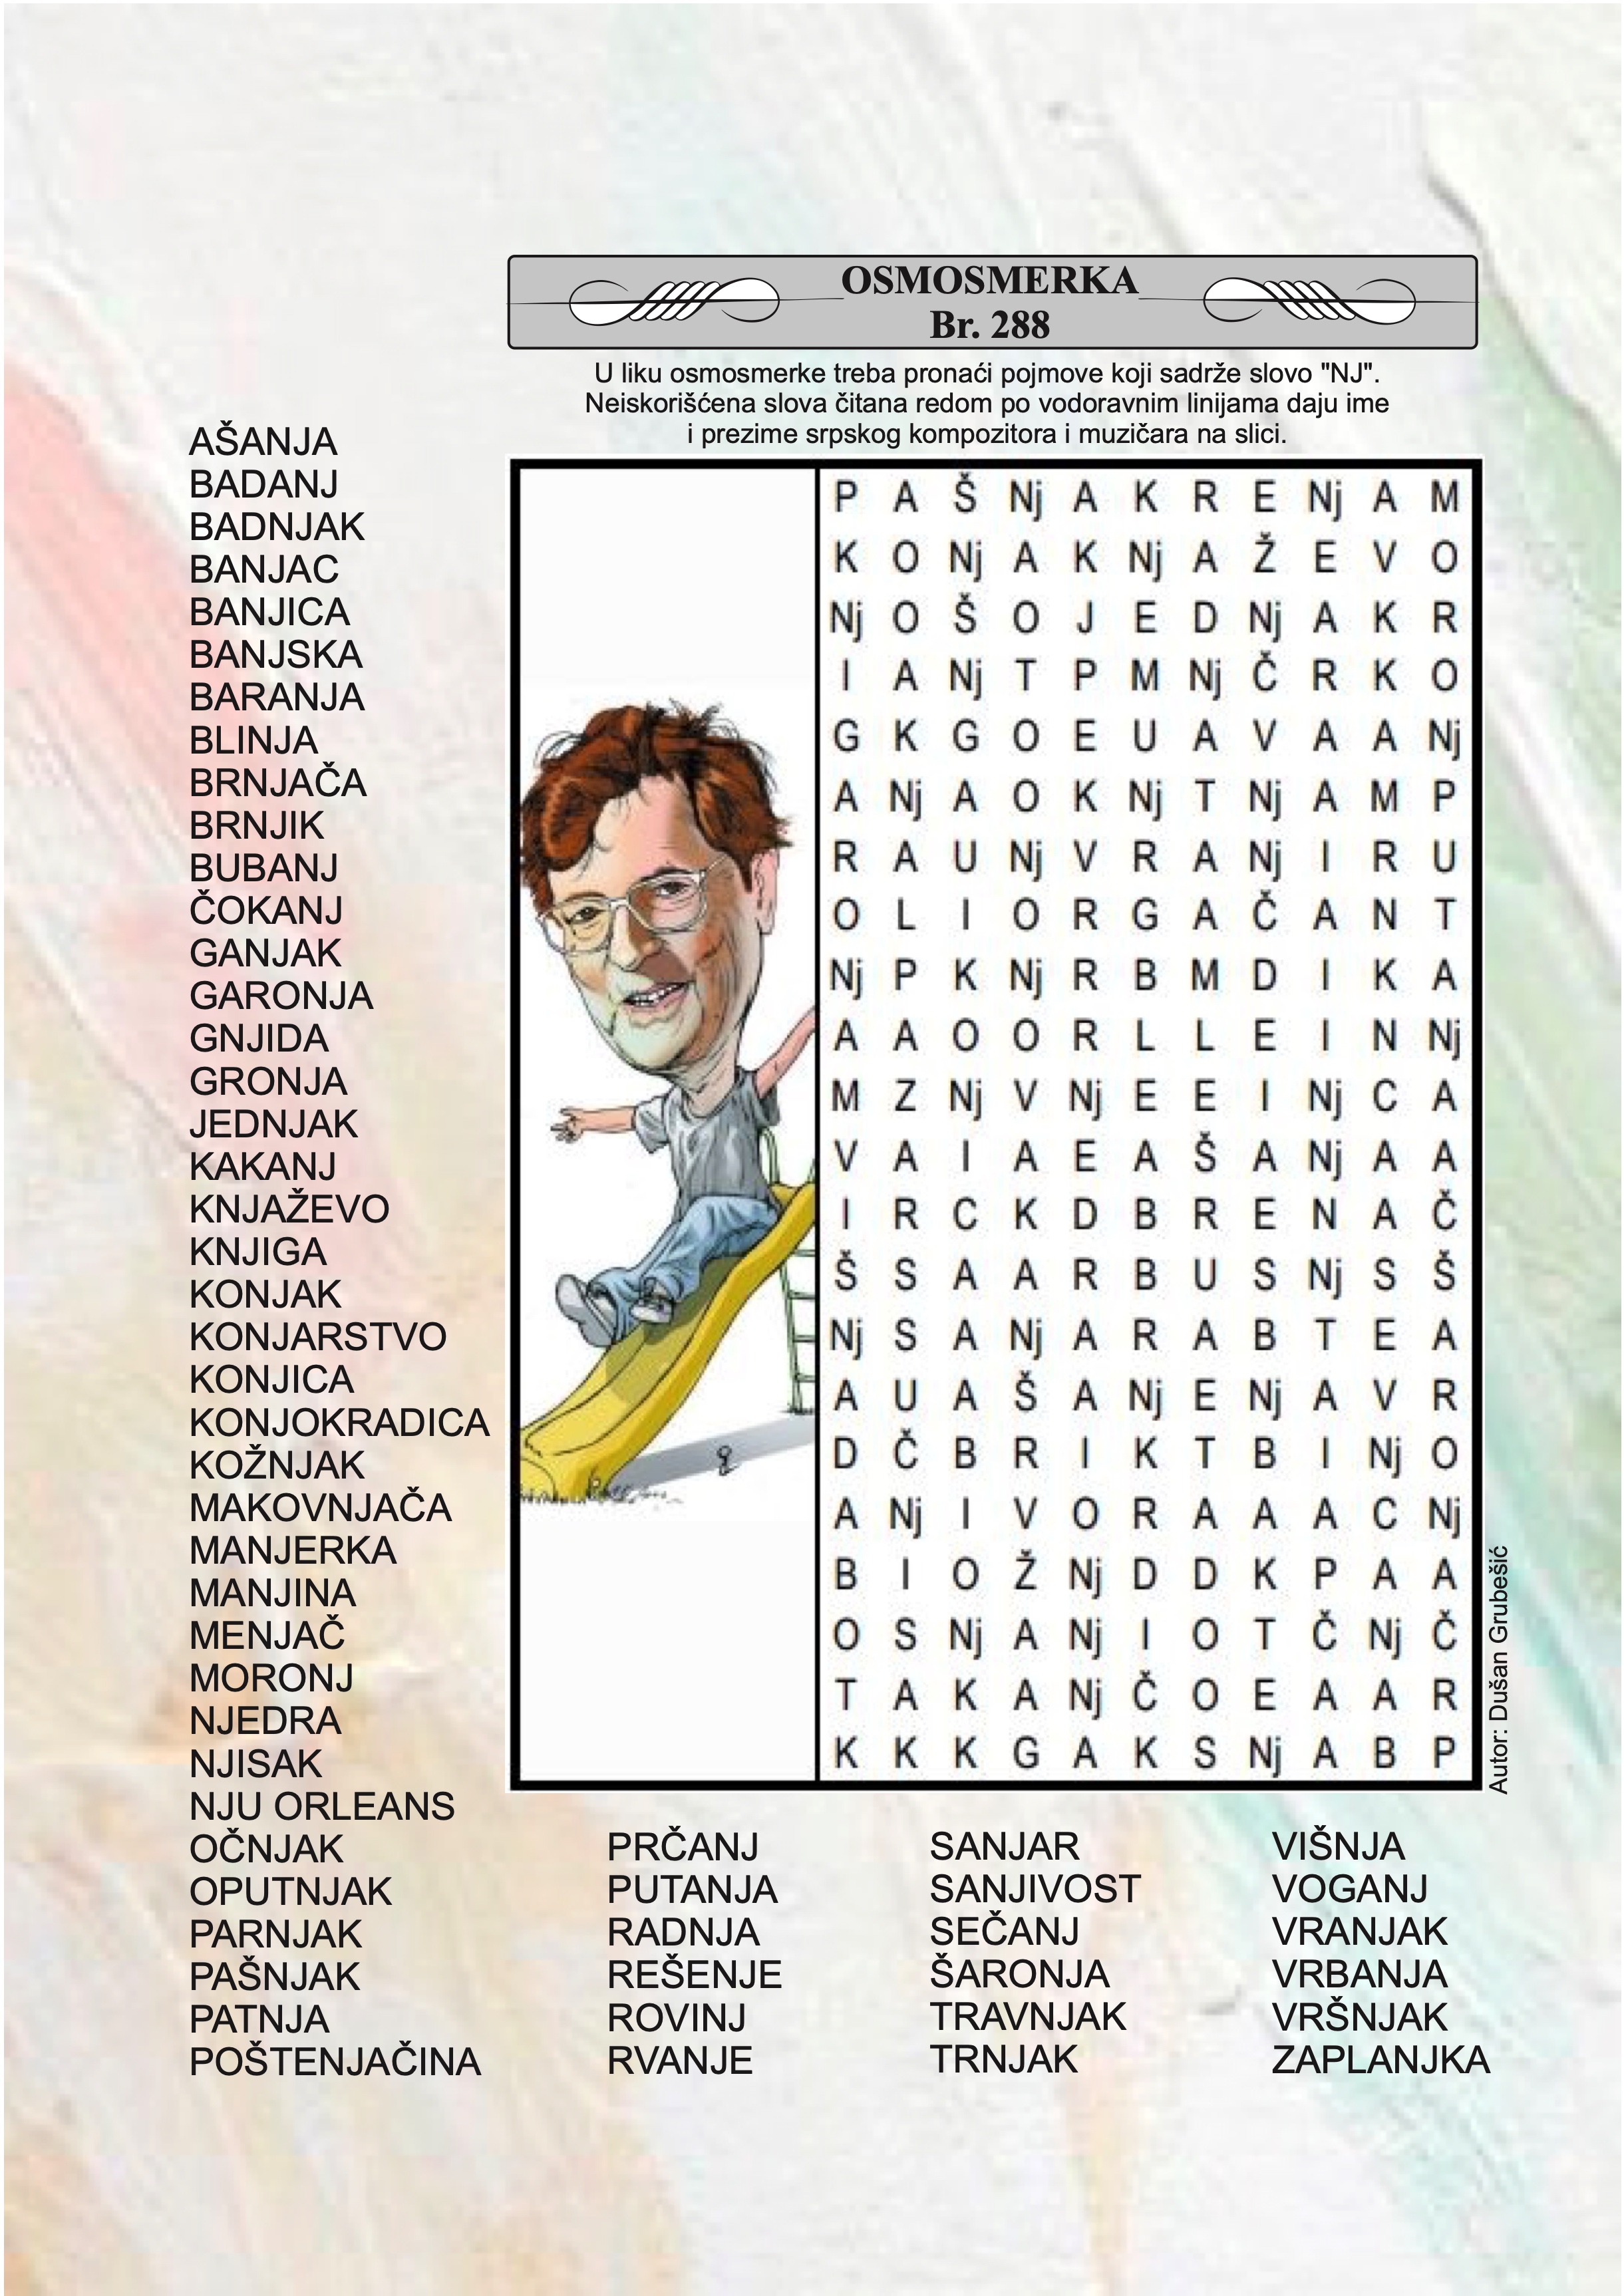 OSMOSMERKA
Br. 288
U liku osmosmerke treba pronaći pojmove koji sadrže slovo "NJ".
Neiskorišćena slova čitana redom po vodoravnim linijama daju ime
i prezime srpskog kompozitora i muzičara na slici.
AŠANJA
BADANJ
BADNJAK
BANJAC
BANJICA
BANJSKA
BARANJA
BLINJA
BRNJAČA
BRNJIK
BUBANJ
ČOKANJ
GANJAK
GARONJA
GNJIDA
GRONJA
JEDNJAK
KAKANJ
KNJAŽEVO
KNJIGA
KONJAK
KONJARSTVO
KONJICA
KONJOKRADICA
KOŽNJAK
MAKOVNJAČA
MANJERKA
MANJINA
MENJAČ
MORONJ
NJEDRA
NJISAK
NJU ORLEANS
OČNJAK
OPUTNJAK
PARNJAK
PAŠNJAK
PATNJA
POŠTENJAČINA
P A Š Nj A K R E Nj A M
K O Nj A K Nj A Ž E V O
Nj O Š O J E D Nj A K R
I A Nj T P M Nj Č R K O
G K G O E U A V A A Nj
A Nj A O K Nj T Nj A M P
R A U Nj V R A Nj I R U
O L I O R G A Č A N T
Nj P K Nj R B M D I K A
A A O O R L L E I N Nj
M Z Nj V Nj E E I Nj C A
V A I A E A Š A Nj A A
I R C K D B R E N A Č
Š S A A R B U S Nj S Š
Nj S A Nj A R A B T E A
A U A Š A Nj E Nj A V R
D Č B R I K T B I Nj O
A Nj I V O R A A A C Nj
B I O Ž Nj D D K P A A
O S Nj A Nj I O T Č Nj Č
T A K A Nj Č O E A A R
K K K G A K S Nj A B P
Autor: Dušan Grubešić
PRČANJ
PUTANJA
RADNJA
REŠENJE
ROVINJ
RVANJE
SANJAR
SANJIVOST
SEČANJ
ŠARONJA
TRAVNJAK
TRNJAK
VIŠNJA
VOGANJ
VRANJAK
VRBANJA
VRŠNJAK
ZAPLANJKA